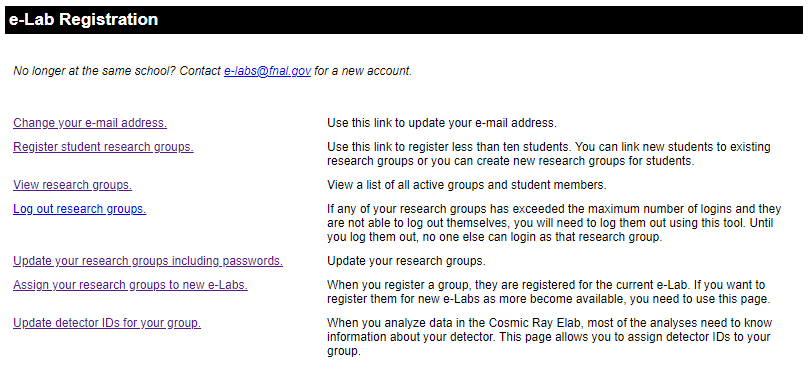 e-Lab Registration
No longer at the same school? Contact e-labs@fnal.gov for a new account.
Change your e-mail address.
Use this link to update your e-mail address.
Register student research groups.
Use this link to register less than ten students. You can link new students to existing
research groups or you can create new research groups for students.
View research groups.
View a list of all active groups and student members.
Log out research groups.
If any of your research groups has exceeded the maximum number of logins and they
are not able to log out themselves, you will need to log them out using this tool. Until
you log them out, no one else can login as that research group.
Update your research groups including passwords.
Update your research groups.
Assign your research groups to new e-Labs.
When you register a group, they are registered for the current e-Lab. If you want to
register them for new e-Labs as more become available, you need to use this page.
Update detector IDs for your group.
When you analyze data in the Cosmic Ray Elab, most of the analyses need to know
information about your detector. This page allows you to assign detector IDs to your
group.